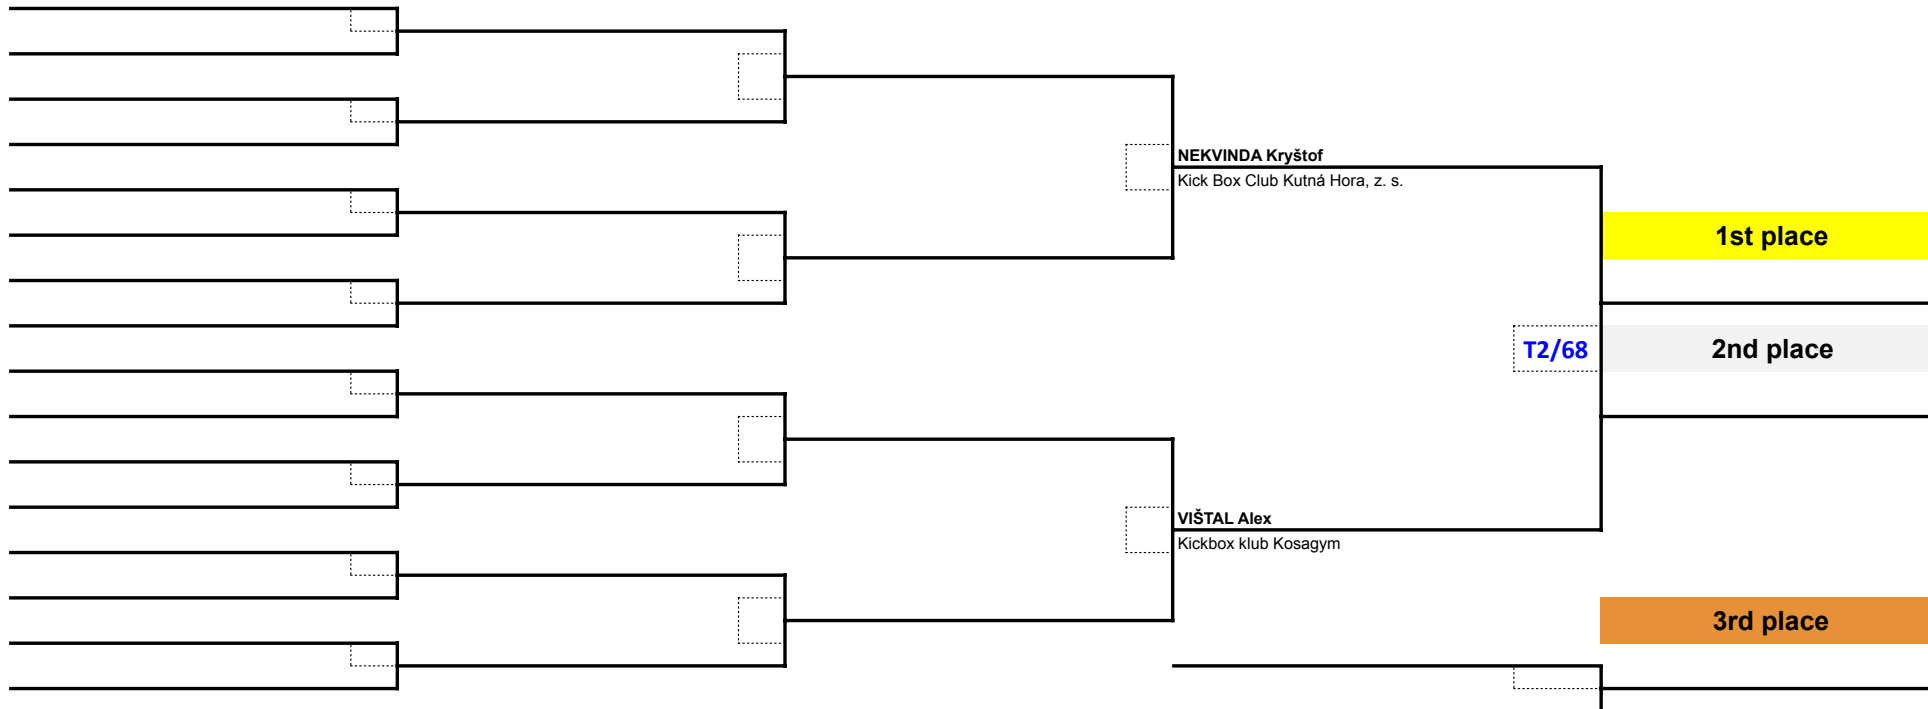 NEKVINDA Kryštof
Kick Box Club Kutná Hora, z. s.
1st place
T2/68
2nd place
VIŠTAL Alex
Kickbox klub Kosagym
3rd place